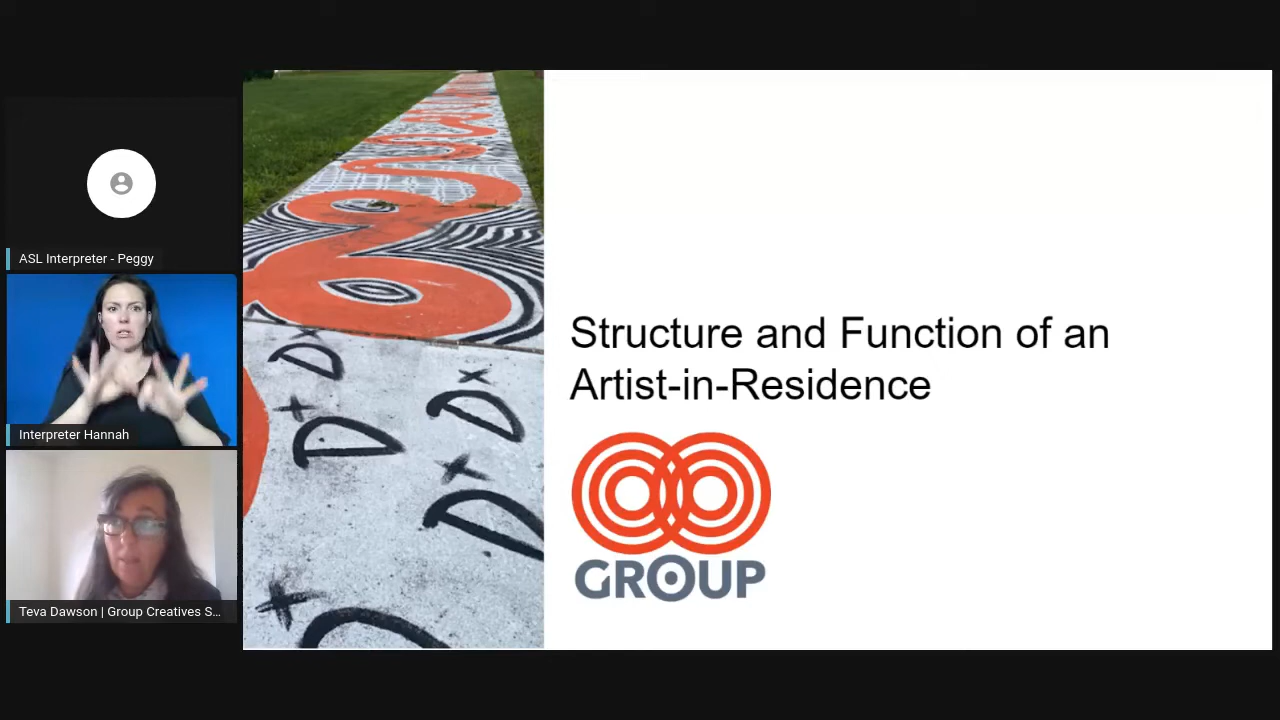 ASL Interpreter - Peggy
Interpreter Hannah
Teva Dawson | Group Creatives S...
D x
D + D x
D +
D +
Structure and Function of an
Artist-in-Residence
GROUP